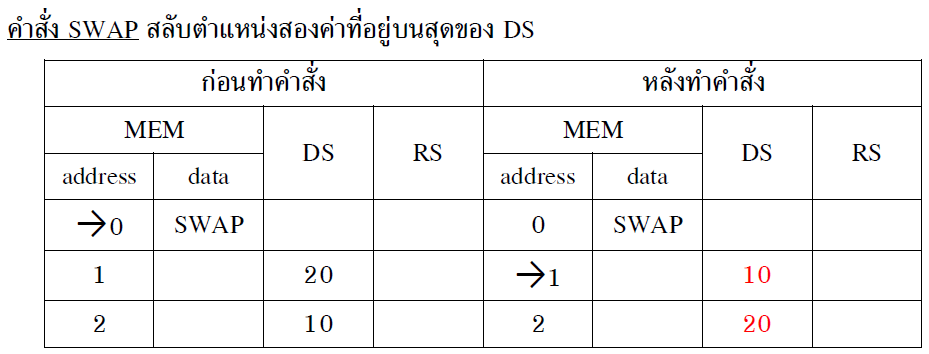 คำสั่ง SWAP สลับตำแหน่งสองค่าที่อยู่บนสุดของ DS
ก่อนทำคำสั่ง หลังทำคำสั่ง
MEM DS RS MEM DS RS
address data address data
→0 SWAP 0 SWAP
1 20 →1 10
2 10 2 20